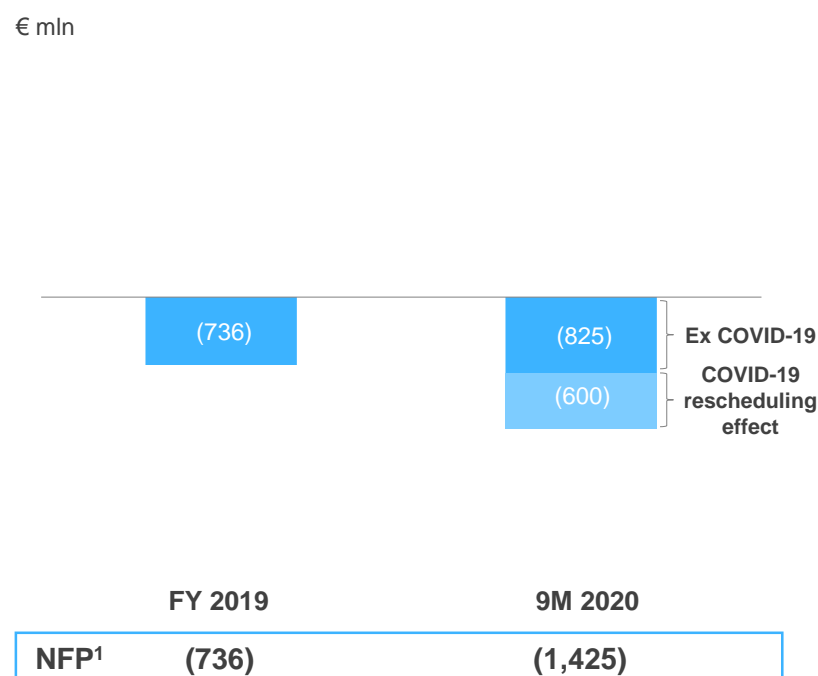 € mln
(736)
(825)
Ex COVID-19
(600)
COVID-19
rescheduling
effect
FY 2019
9M 2020
NFP¹ (736) (1,425)